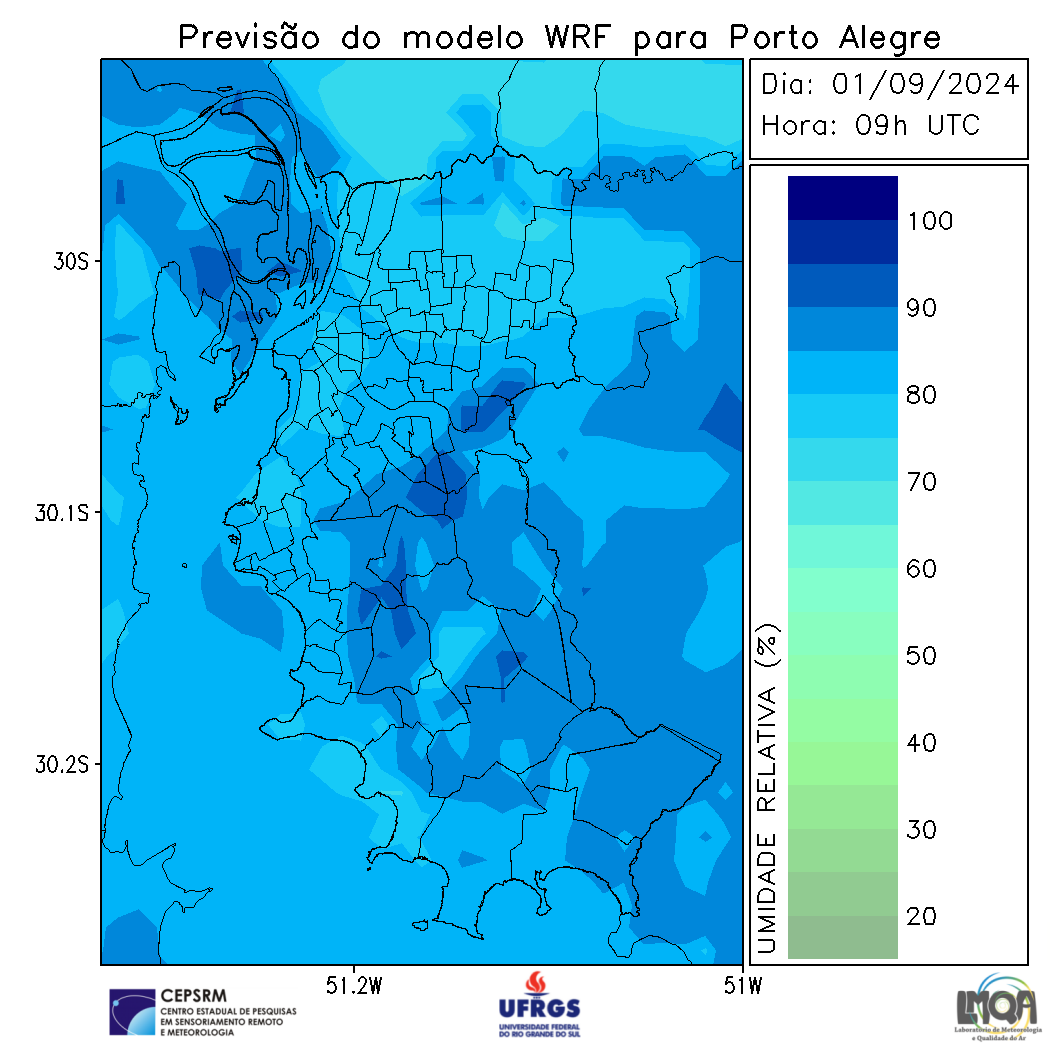 Previsão do modelo WRF para Porto Alegre
Dia: 01/09/2024
Hora: 09h UTC
30S
30.1S
30.2S
51.2W
51W
UMIDADE RELATIVA (%)
100
90
80
70
60
50
40
30
20
CEPSRM
CENTRO ESTADUAL DE PESQUISAS
EM SENSORIAMENTO REMOTO
E METEOROLOGIA
UFRGS
UNIVERSIDADE FEDERAL
DO RIO GRANDE DO SUL
LMQA
Laboratório de Meteorologia
e Qualidade do Ar